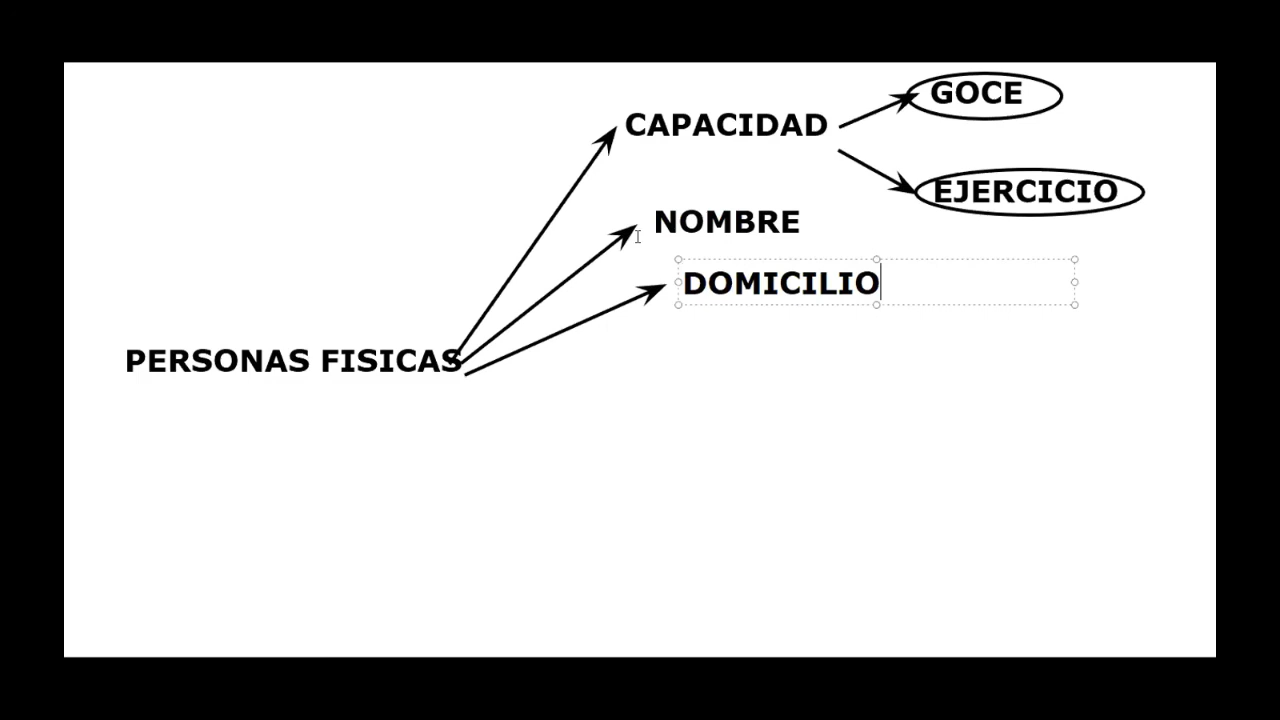 GOCE
CAPACIDAD
EJERCICIO
NOMBRE
DOMICILIO
PERSONAS FISICAS